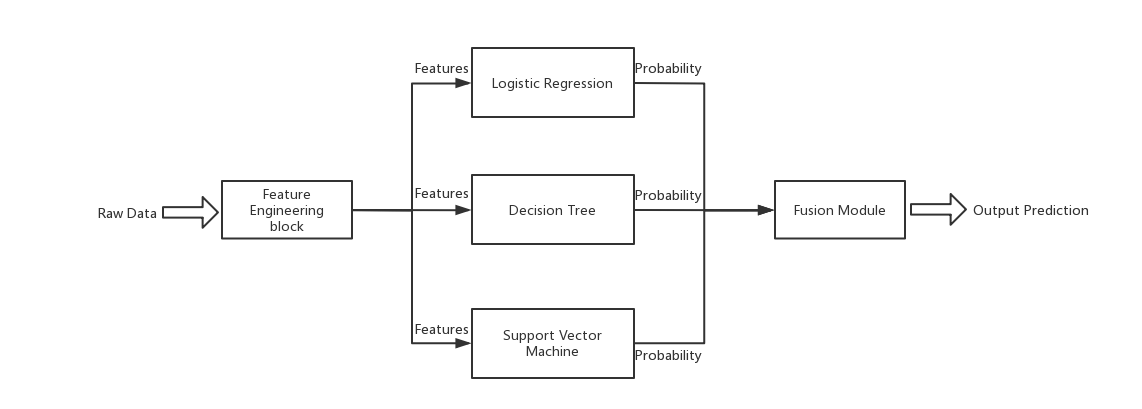 Features
Logistic Regression
Probability
Raw Data
Feature
Engineering
block
Features
Decision Tree
Probability
Fusion Module
Output Prediction
Features
Support Vector
Machine
Probability